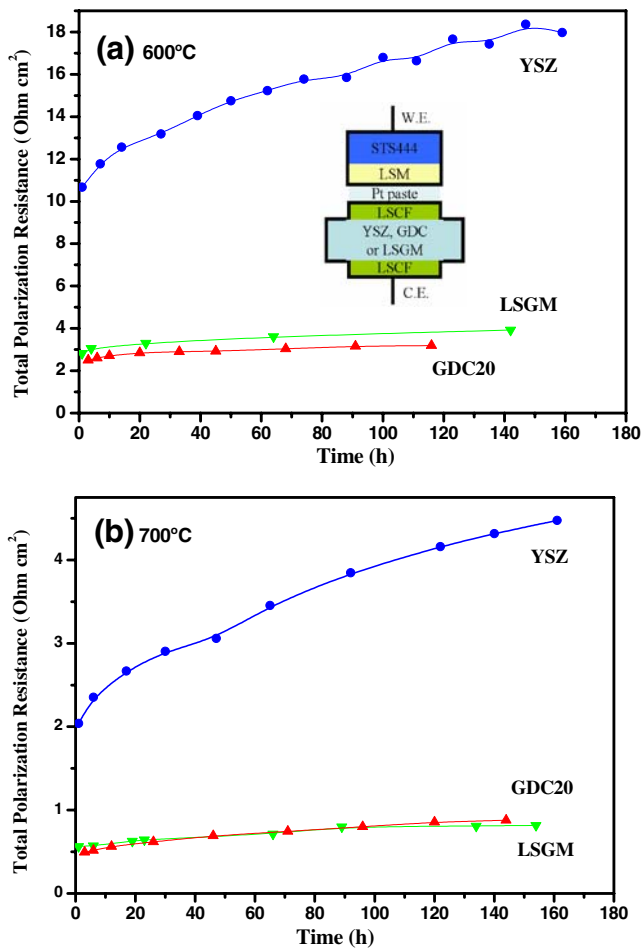 (a) 600°C
YSZ
W.E.
STS444
LSM
Pt paste
LSCF
YSZ, GDC
or LSGM
LSCF
C.E.
LSGM
GDC20
Total Polarization Resistance ( Ohm cm²)
18
16
14
12
10
8
6
4
2
0
0 20 40 60 80 100 120 140 160 180
Time (h)
(b) 700°C
YSZ
GDC20
LSGM
Total Polarization Resistance ( Ohm cm²)
4
3
2
1
0
0 20 40 60 80 100 120 140 160 180
Time (h)